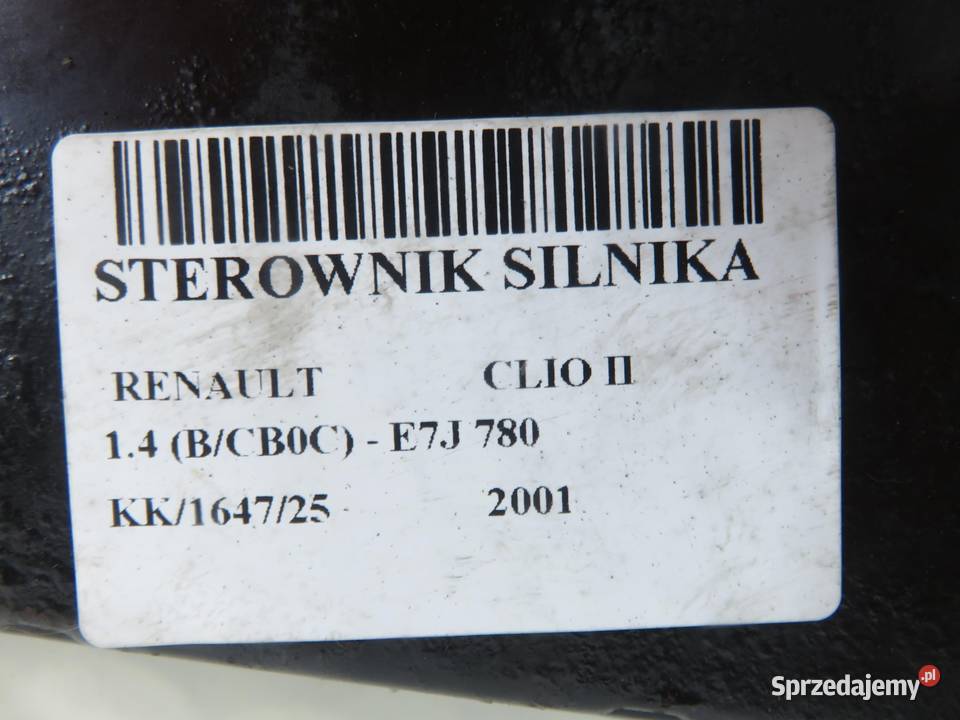 STEROWNIK SILNIKA
RENAULT CLIO II
1.4 (B/CB0C) - E7J 780
KK/1647/25 2001
Sprzedajemy.pl